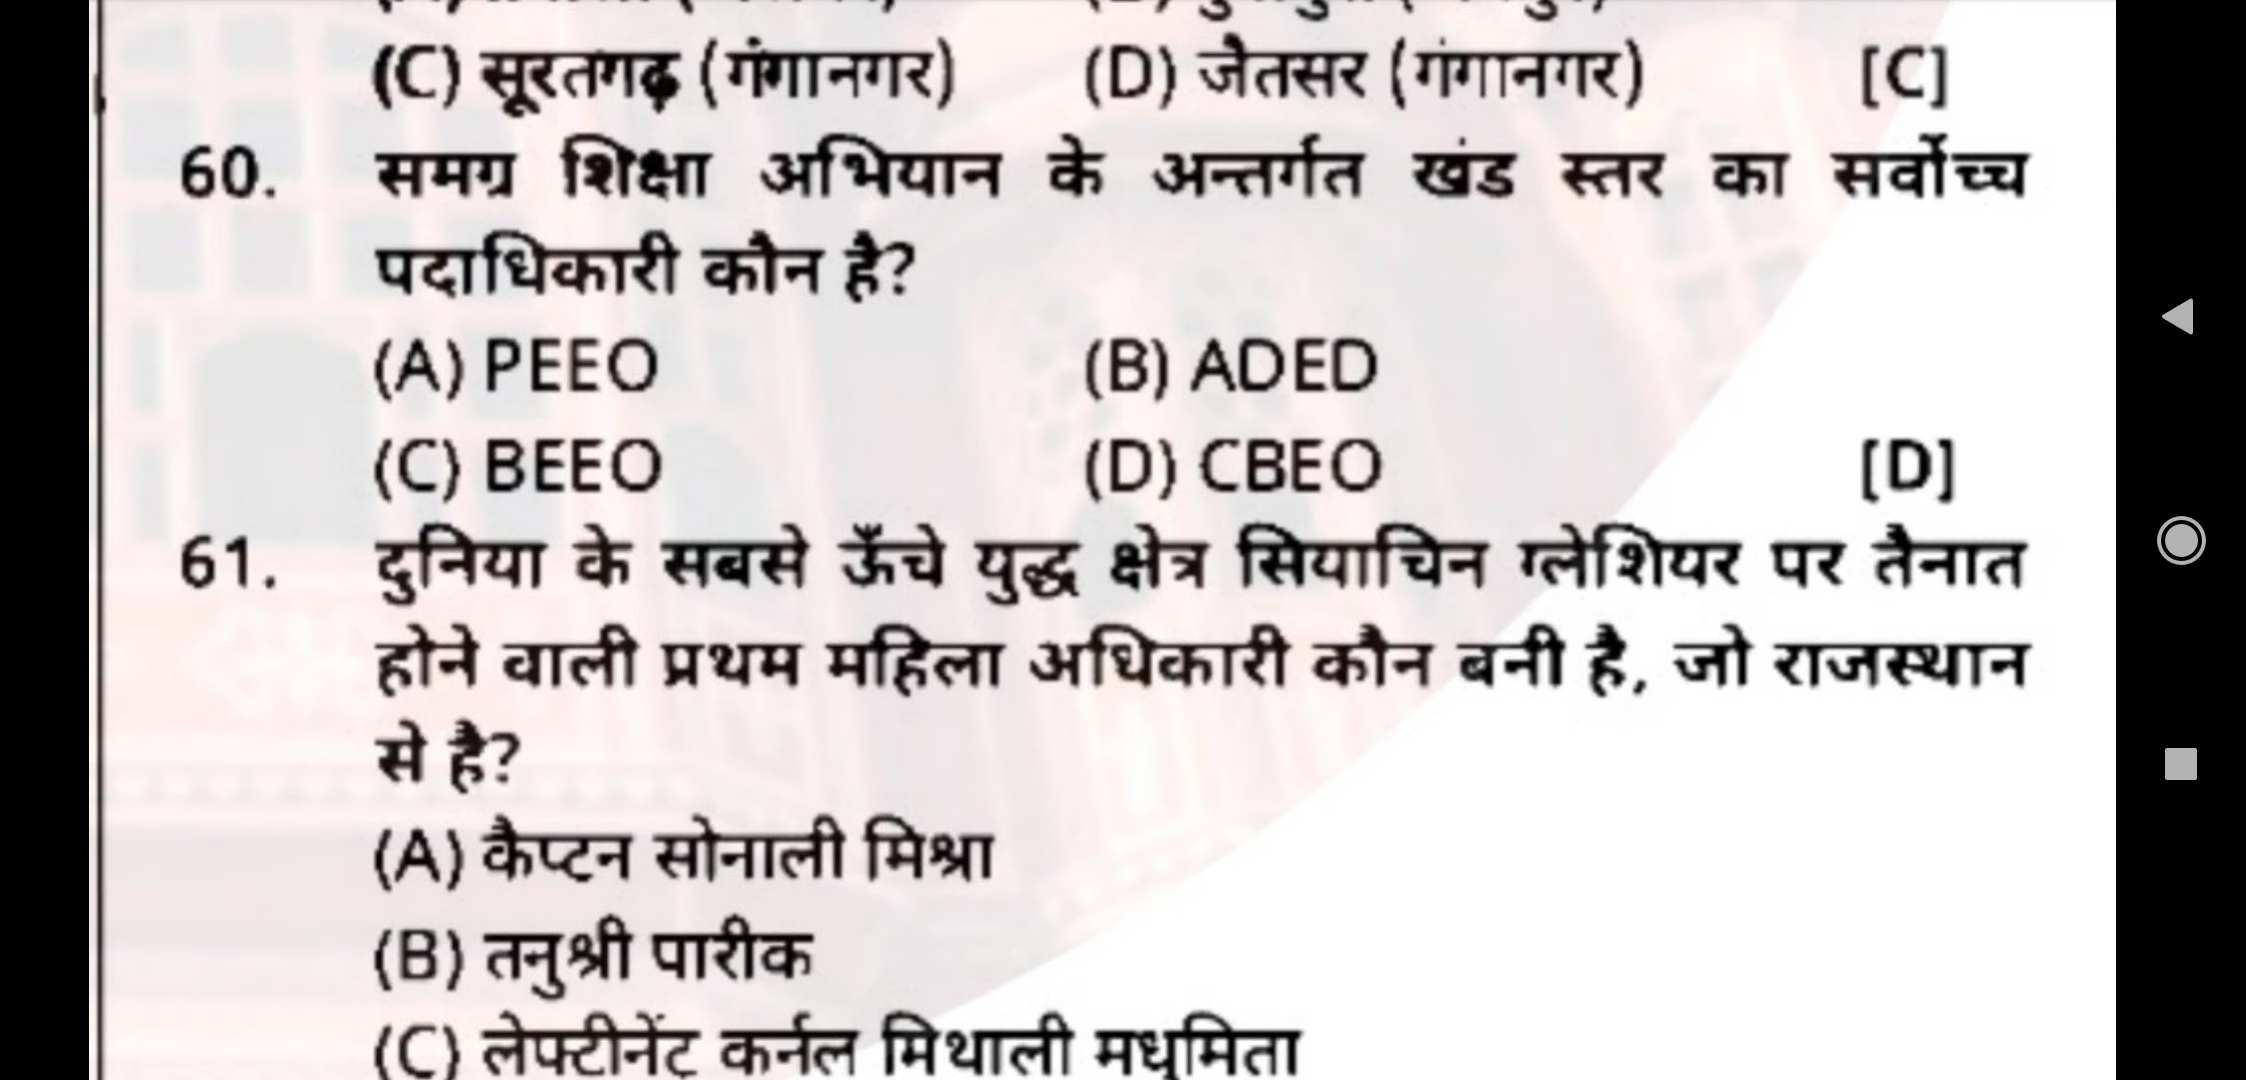 (C) सूरतगढ़ (गंगानगर) (D) जैतसर (गंगानगर) [C]
60. समग्र शिक्षा अभियान के अन्तर्गत खंड स्तर का सर्वोच्च
पदाधिकारी कौन है?
(A) PEEO (B) ADED
(C) BEEO (D) CBEO [D]
61. दुनिया के सबसे ऊँचे युद्ध क्षेत्र सियाचिन ग्लेशियर पर तैनात
होने वाली प्रथम महिला अधिकारी कौन बनी है, जो राजस्थान
से है?
(A) कैप्टन सोनाली मिश्रा
(B) तनुश्री पारीक
(C) लेफ्टीनेंट कर्नल मिथाली मधुमिता